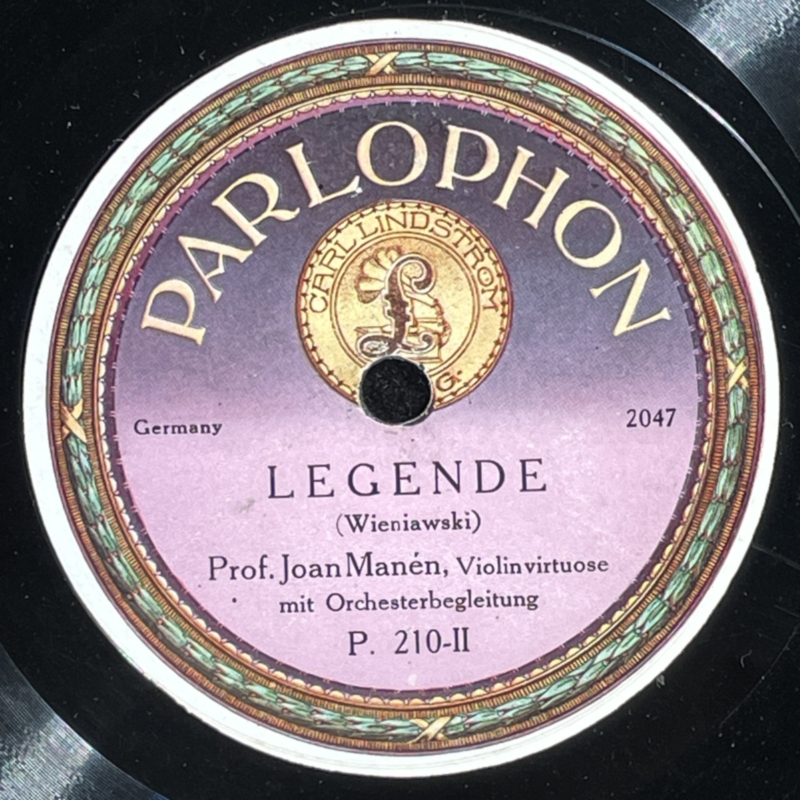 PARLOPHON
CARL LINDSTRÖM
G.
Germany
2047
LEGENDE
(Wieniawski)
Prof. Joan Manén, Violinvirtuose
mit Orchesterbegleitung
P. 210-II